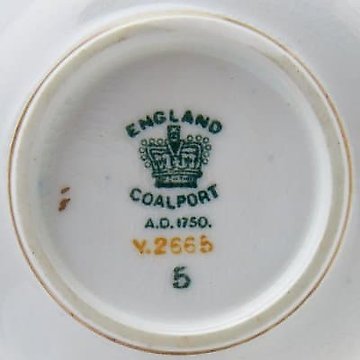 ENGLAND
COALPORT
A.D. 1750.
Y.2665
5